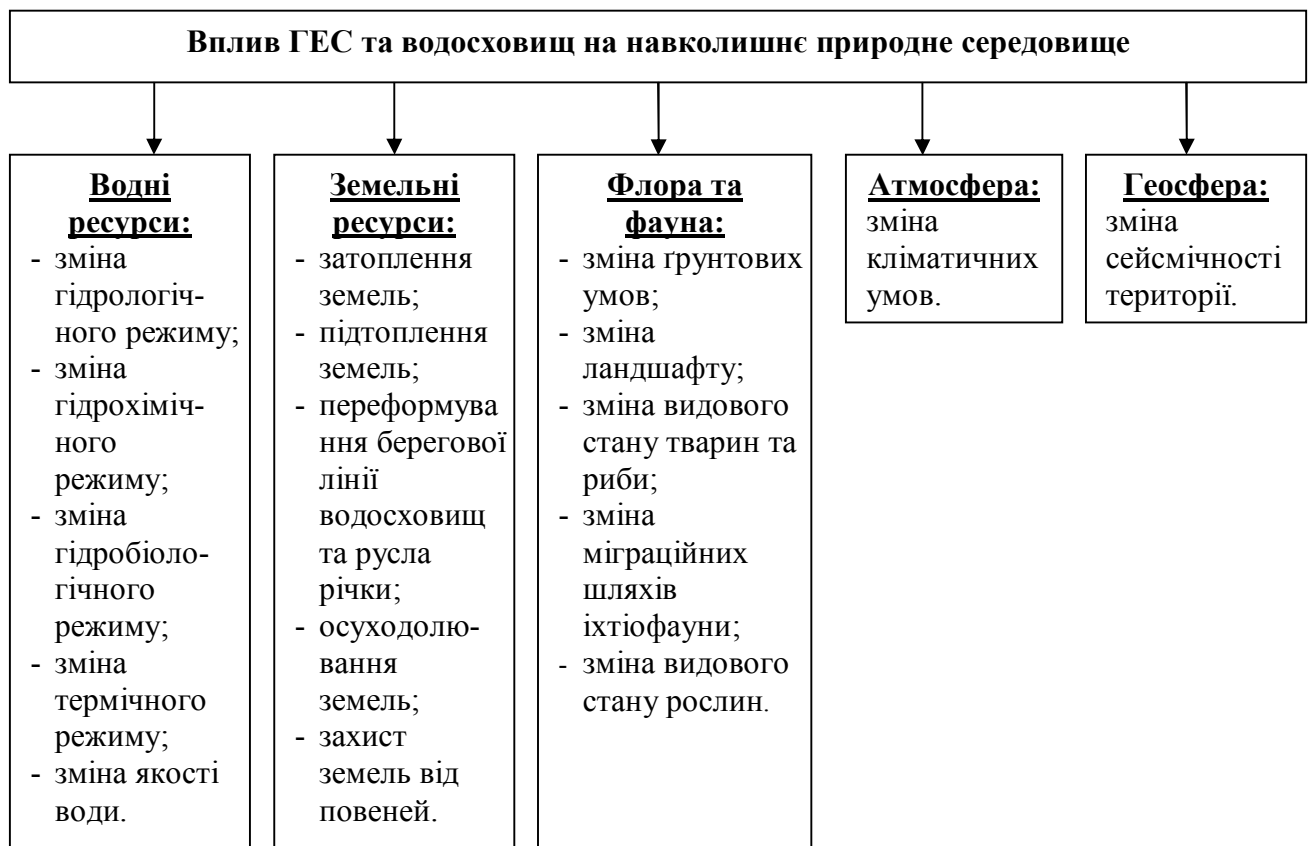 Вплив ГЕС та водосховищ на навколишнє природне середовище
Водні
ресурси:
- зміна
гідрологіч-
ного режиму;
- зміна
гідрохіміч-
ного
режиму;
- зміна
гідробіоло-
гічного
режиму;
- зміна
термічного
режиму;
- зміна якості
води.
Земельні
ресурси:
- затоплення
земель;
- підтоплення
земель;
- переформува
ння берегової
лінії
водосховищ
та русла
річки;
- осуходолю-
вання
земель;
- захист
земель від
повеней.
Флора та
фауна:
- зміна ґрунтових
умов;
- зміна
ландшафту;
- зміна видового
стану тварин та
риби;
- зміна
міграційних
шляхів
іхтіофауни;
- зміна видового
стану рослин.
Атмосфера:
зміна
кліматичних
умов.
Геосфера:
зміна
сейсмічності
території.